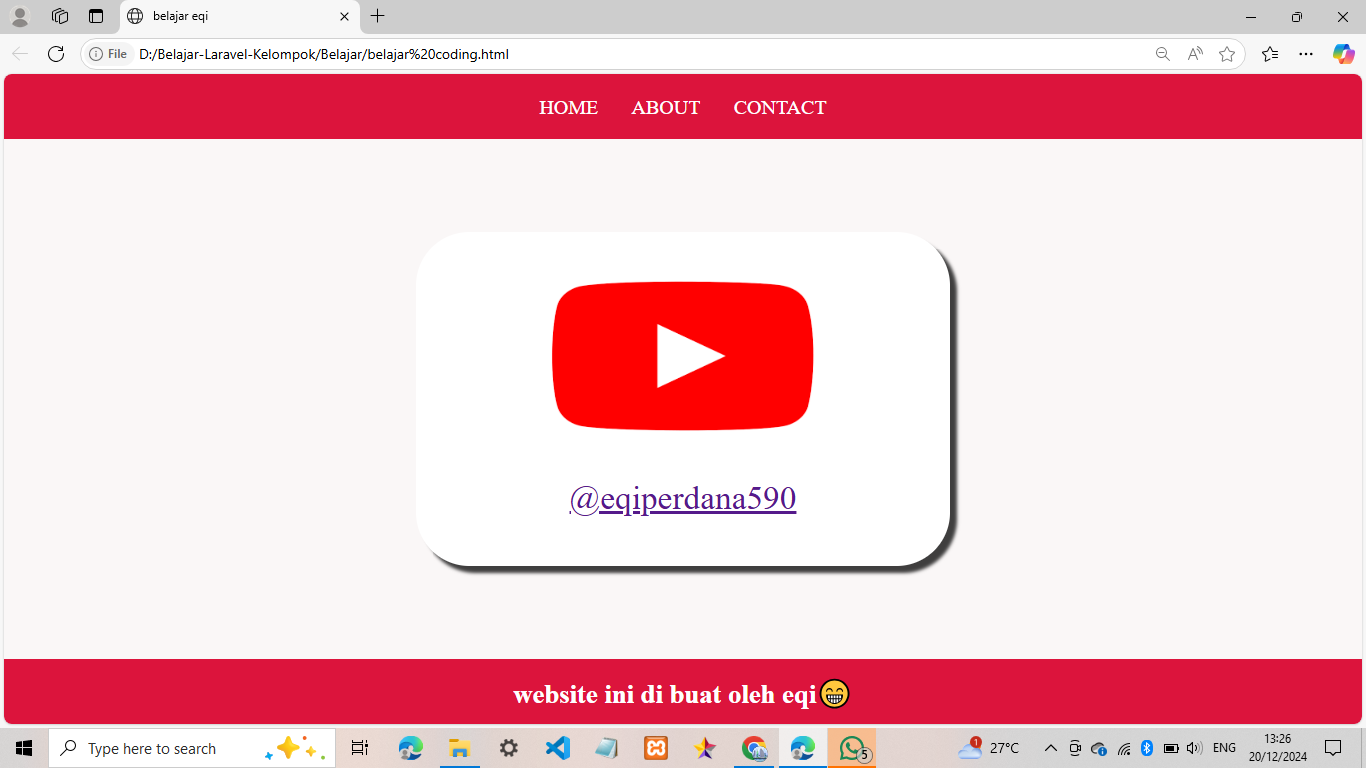 belajar eqi
File D:/Belajar-Laravel-Kelompok/Belajar/belajar%20coding.html
HOME ABOUT CONTACT
@eqiperdana590
website ini di buat oleh eqi😁
Type here to search
5
1
27°C
ENG
13:26
20/12/2024